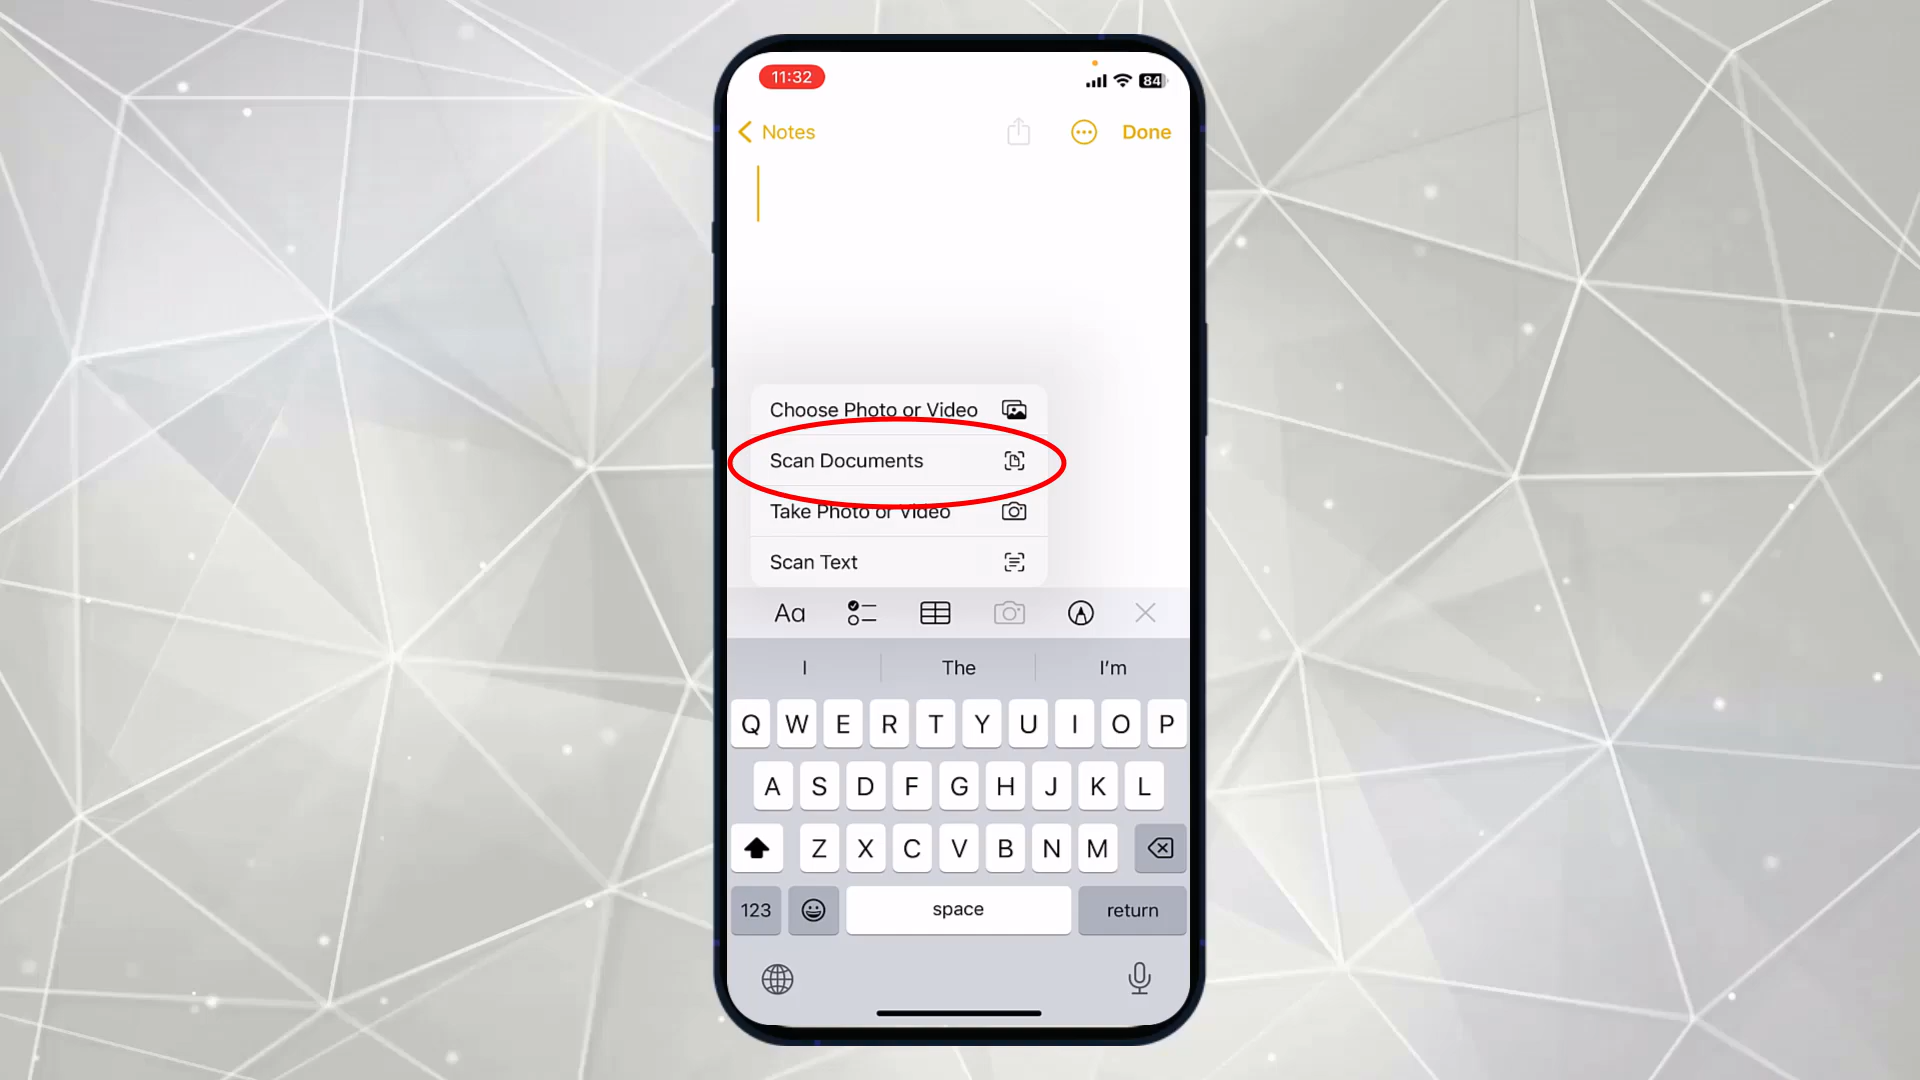 11:32
84
Notes
Done
Choose Photo or Video
Scan Documents
Take Photo or Video
Scan Text
Aa
I The I'm
Q W E R T Y U I O P
A S D F G H J K L
Z X C V B N M
123 space return